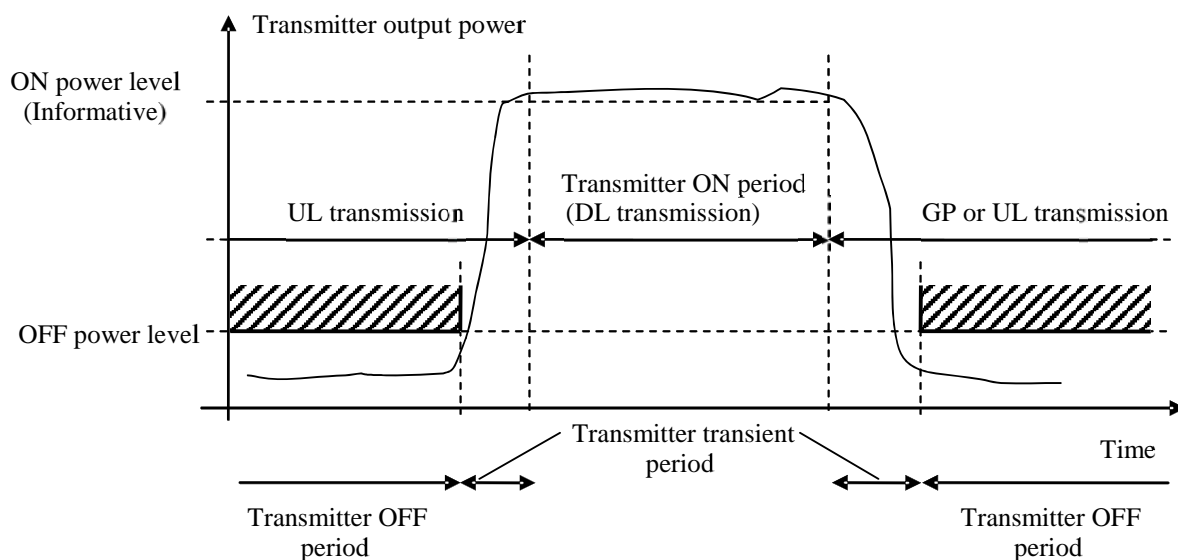 Transmitter output power
ON power level
(Informative)
Transmitter ON period
(DL transmission)
UL transmission
GP or UL transmission
OFF power level
Transmitter transient
period
Time
Transmitter OFF
period
Transmitter OFF
period